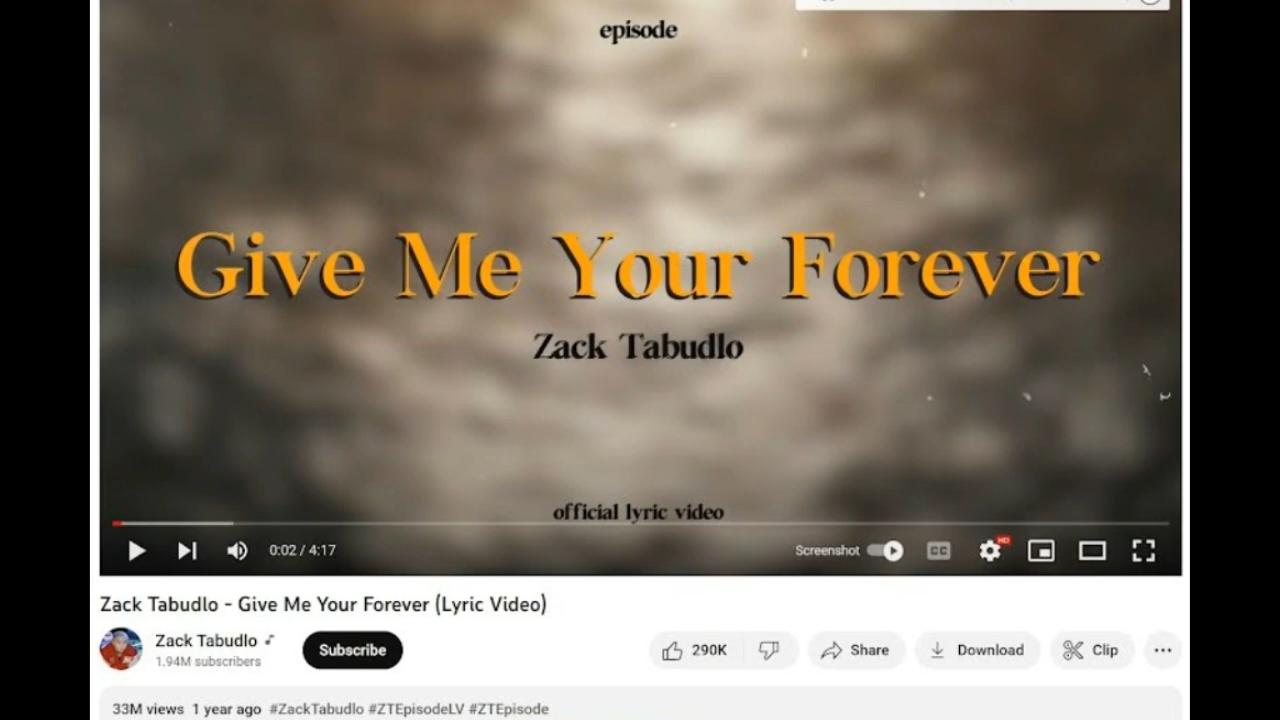 episode
Give Me Your Forever
Zack Tabudlo
official lyric video
0:02 / 4:17
Screenshot
CC
HD
Zack Tabudlo - Give Me Your Forever (Lyric Video)
Zack Tabudlo
1.94M subscribers
Subscribe
290K
Share
Download
Clip
33M views 1 year ago #ZackTabudlo #ZTEpisodeLV #ZTEpisode